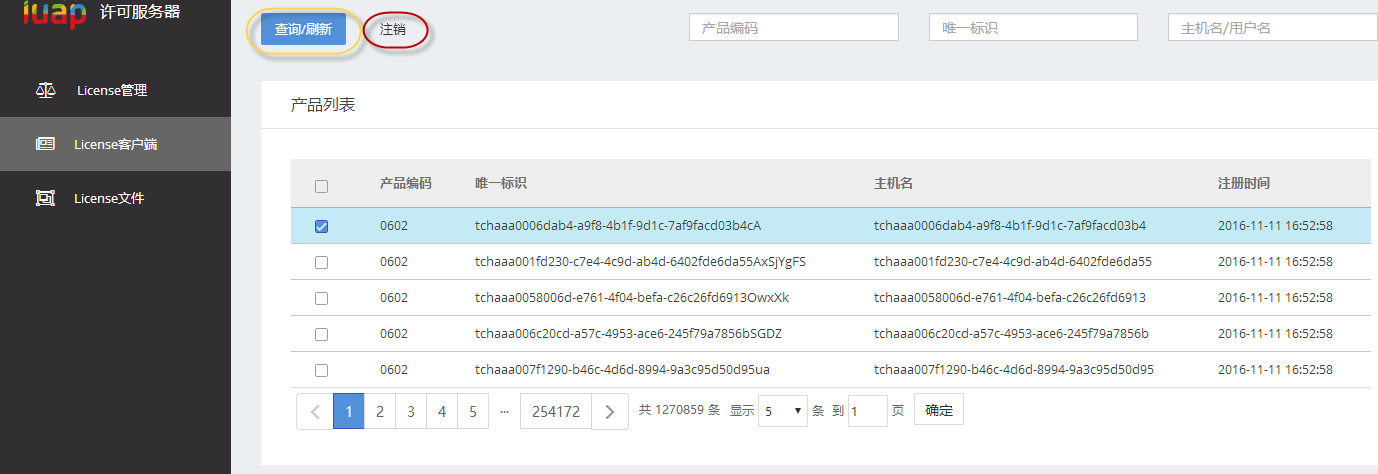 iuap 许可服务器
License管理
License客户端
License文件
查询/刷新 注销 产品编码 唯一标识 主机名/用户名
产品列表
产品编码 唯一标识 主机名 注册时间
0602 tchaaa0006dab4-a9f8-4b1f-9d1c-7af9facd03b4cA tchaaa0006dab4-a9f8-4b1f-9d1c-7af9facd03b4 2016-11-11 16:52:58
0602 tchaaa001fd230-c7e4-4c9d-ab4d-6402fde6da55AxSjYgFS tchaaa001fd230-c7e4-4c9d-ab4d-6402fde6da55 2016-11-11 16:52:58
0602 tchaaa0058006d-e761-4f04-befa-c26c26fd6913OwxXk tchaaa0058006d-e761-4f04-befa-c26c26fd6913 2016-11-11 16:52:58
0602 tchaaa006c20cd-a57c-4953-ace6-245f79a7856bSGDZ tchaaa006c20cd-a57c-4953-ace6-245f79a7856b 2016-11-11 16:52:58
0602 tchaaa007f1290-b46c-4d6d-8994-9a3c95d50d95ua tchaaa007f1290-b46c-4d6d-8994-9a3c95d50d95 2016-11-11 16:52:58
1 2 3 4 5 ... 254172 共 1270859 条 显示 5 条 到 1 页 确定